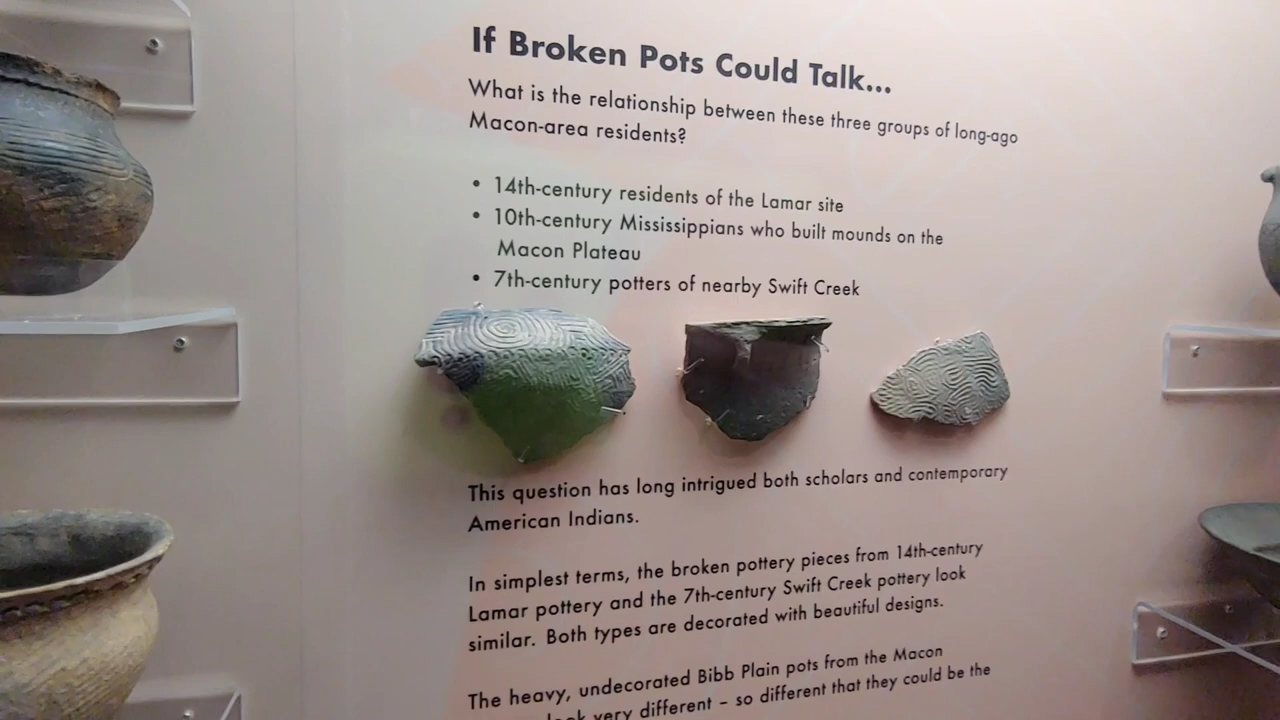 If Broken Pots Could Talk...
What is the relationship between these three groups of long-ago
Macon-area residents?
• 14th-century residents of the Lamar site
• 10th-century Mississippians who built mounds on the
Macon Plateau
• 7th-century potters of nearby Swift Creek
This question has long intrigued both scholars and contemporary
American Indians.
In simplest terms, the broken pottery pieces from 14th-century
Lamar pottery and the 7th-century Swift Creek pottery look
similar. Both types are decorated with beautiful designs.
The heavy, undecorated Bibb Plain pots from the Macon
look very different – so different that they could be the